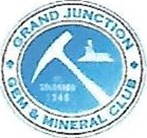 GRAND JUNCTION
COLORADO
GEM & MINERAL CLUB